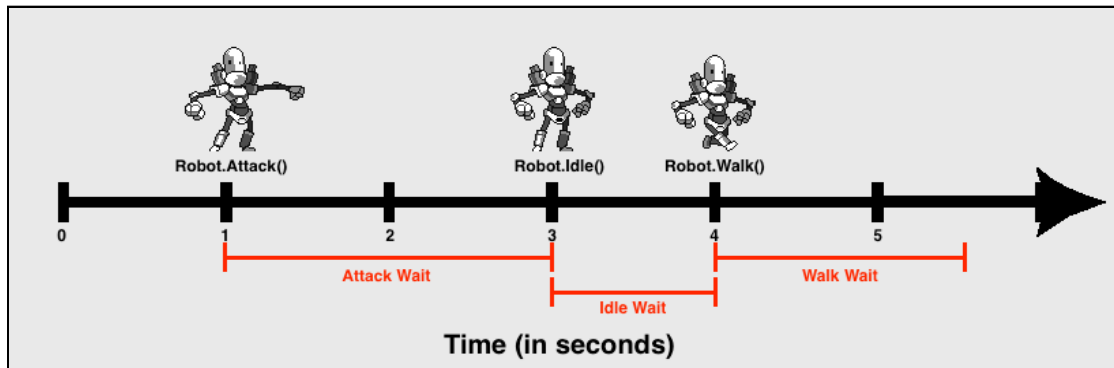 Robot.Attack()
Robot.Idle()
Robot.Walk()
0
1
2
3
4
5
Attack Wait
Walk Wait
Idle Wait
Time (in seconds)